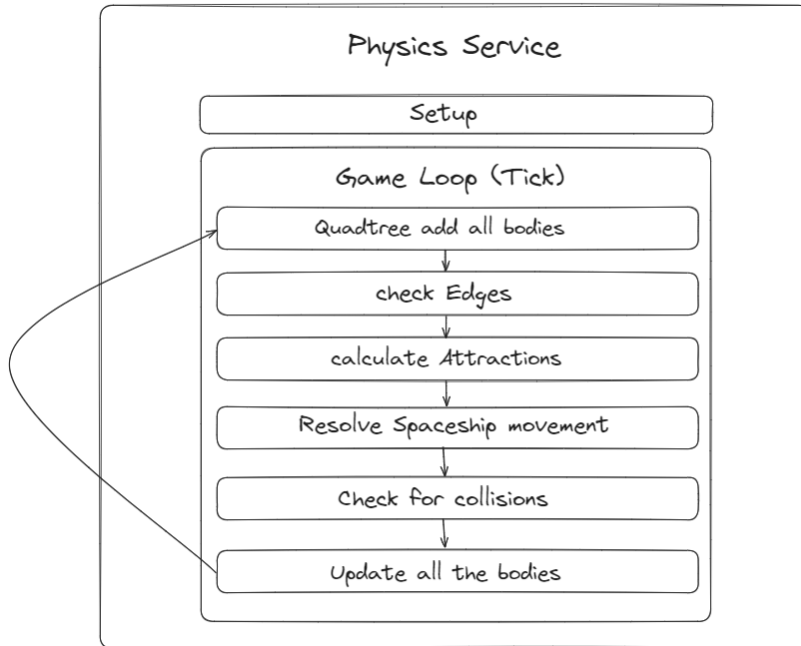 Physics Service
Setup
Game Loop (Tick)
Quadtree add all bodies
check Edges
calculate Attractions
Resolve Spaceship movement
Check for collisions
Update all the bodies